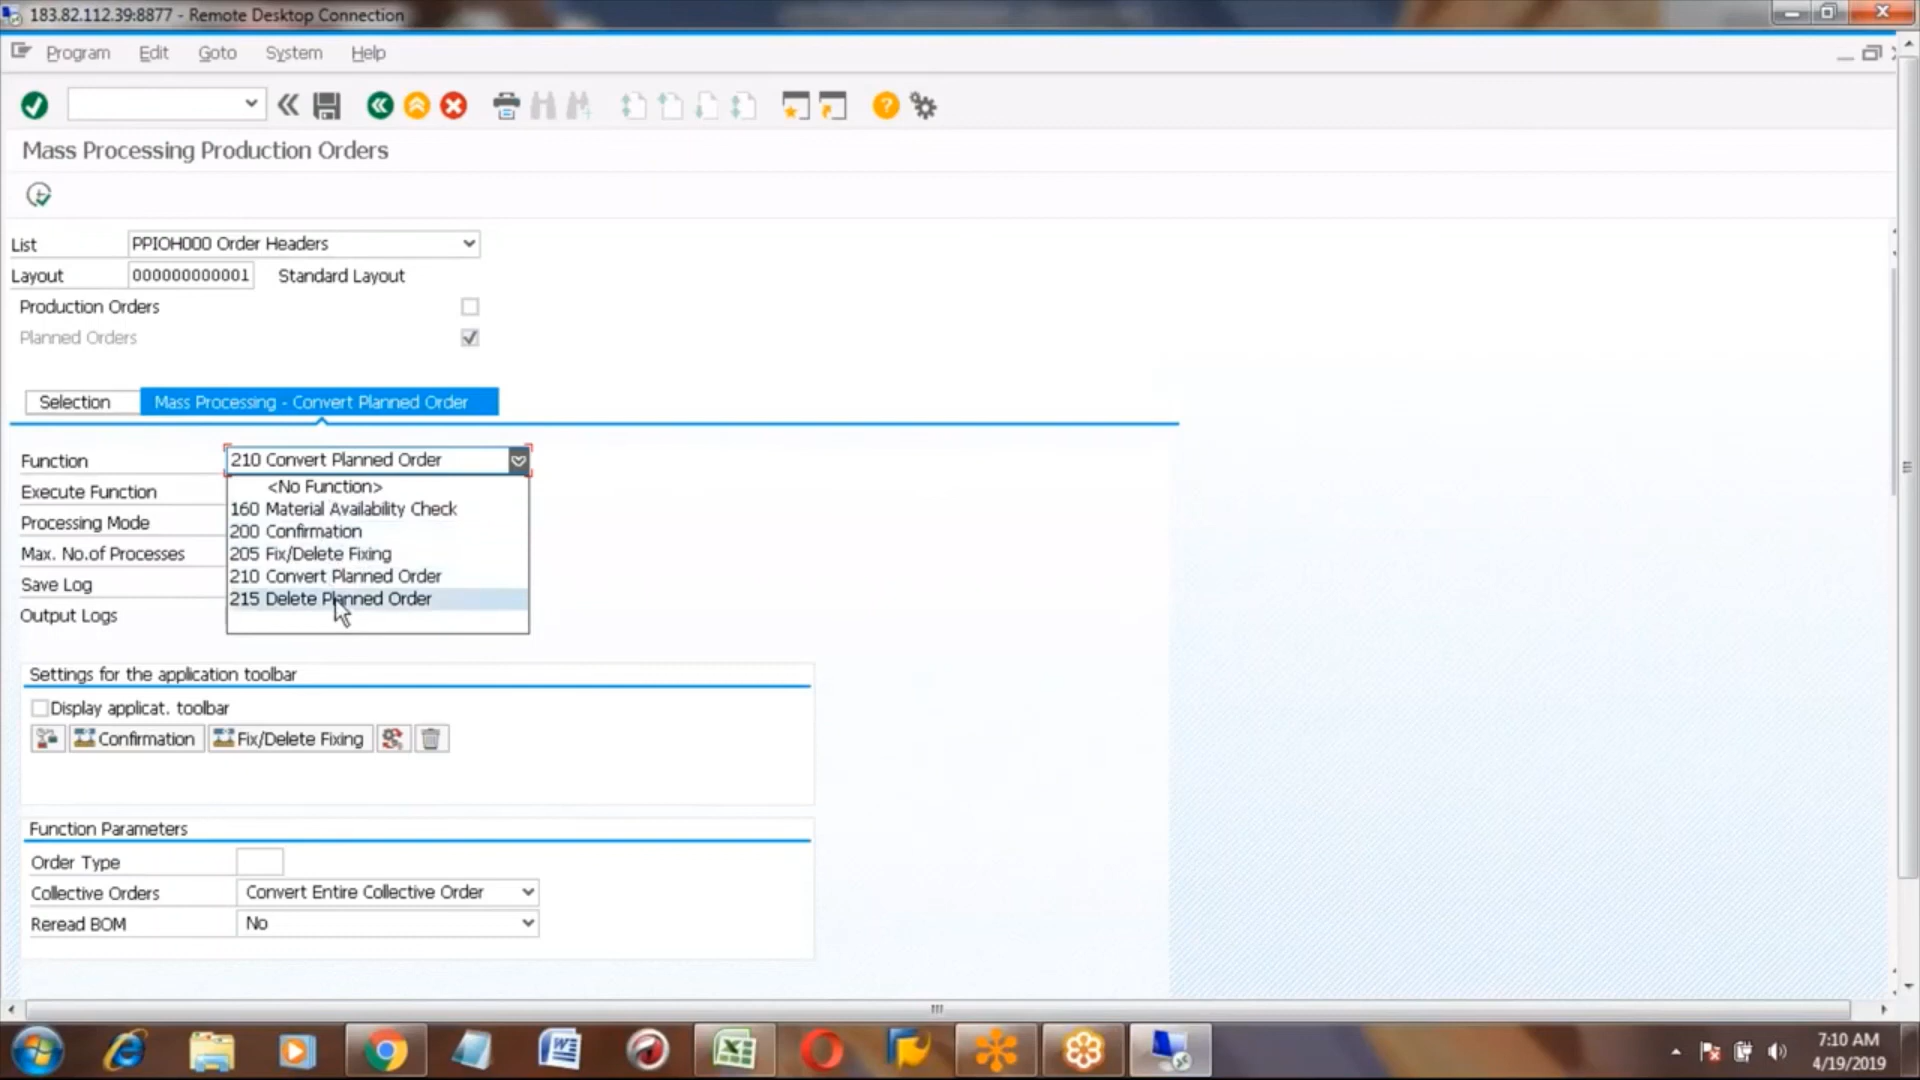 183.82.112.39:8877 - Remote Desktop Connection
Program Edit Goto System Help
Mass Processing Production Orders
List PPIOH000 Order Headers
Layout 000000000001 Standard Layout
Production Orders
Planned Orders
Selection Mass Processing - Convert Planned Order
Function 210 Convert Planned Order
<No Function>
Execute Function
160 Material Availability Check
Processing Mode
200 Confirmation
Max. No.of Processes
205 Fix/Delete Fixing
210 Convert Planned Order
Save Log
215 Delete Planned Order
Output Logs
Settings for the application toolbar
Display applicat. toolbar
Confirmation Fix/Delete Fixing
Function Parameters
Order Type
Collective Orders Convert Entire Collective Order
Reread BOM No
7:10 AM
4/19/2019